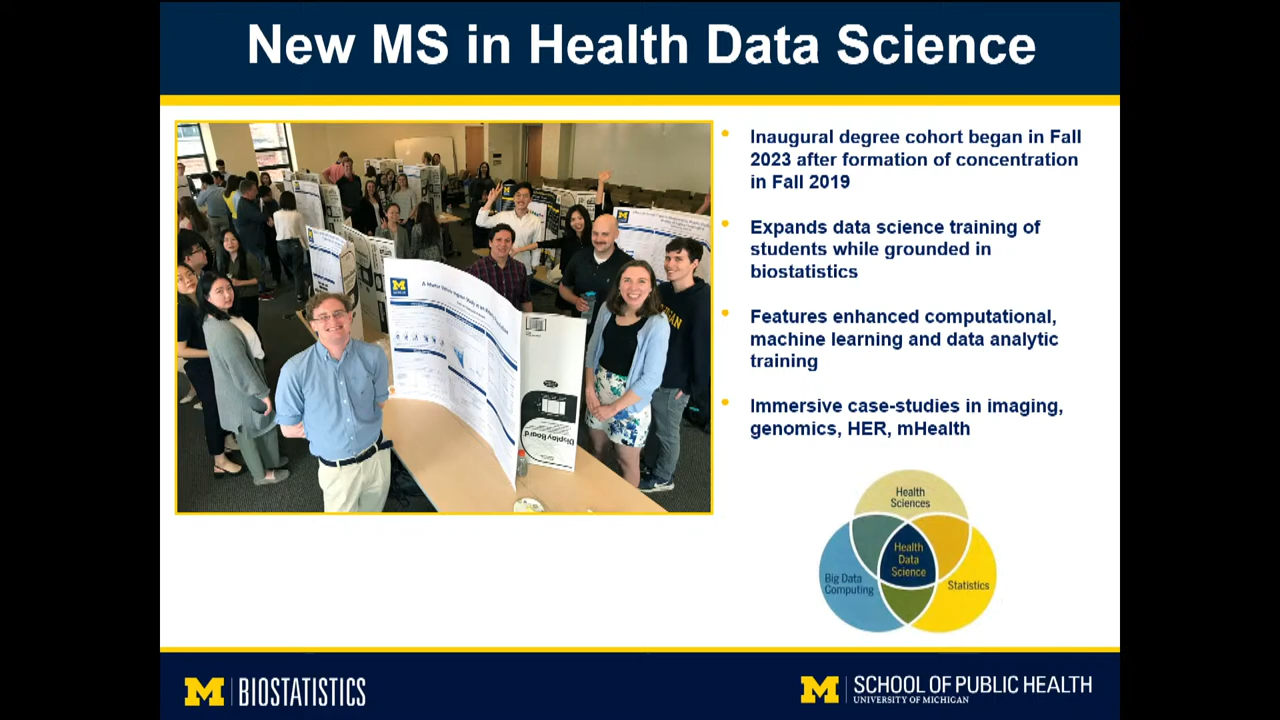 New MS in Health Data Science
Inaugural degree cohort began in Fall
2023 after formation of concentration
in Fall 2019
Expands data science training of
students while grounded in
biostatistics
Features enhanced computational,
machine learning and data analytic
training
Immersive case-studies in imaging,
genomics, HER, mHealth
Display Board
Health
Sciences
Health
Data
Science
Big Data
Computing
Statistics
M BIOSTATISTICS
M SCHOOL OF PUBLIC HEALTH
UNIVERSITY OF MICHIGAN